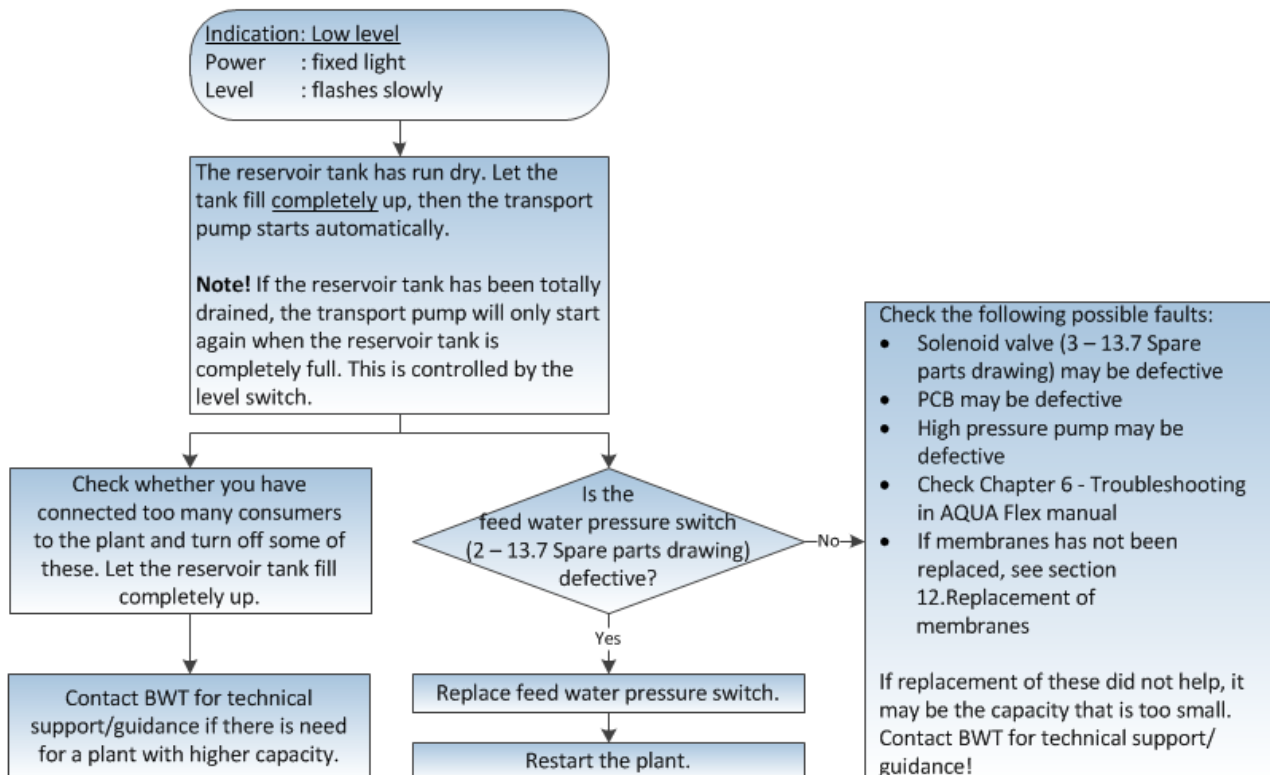 Indication: Low level
Power : fixed light
Level : flashes slowly
The reservoir tank has run dry. Let the
tank fill completely up, then the transport
pump starts automatically.
Note! If the reservoir tank has been totally
drained, the transport pump will only start
again when the reservoir tank is
completely full. This is controlled by the
level switch.
Check whether you have
connected too many consumers
to the plant and turn off some of
these. Let the reservoir tank fill
completely up.
Contact BWT for technical
support/guidance if there is need
for a plant with higher capacity.
Is the
feed water pressure switch
(2 – 13.7 Spare parts drawing)
defective?
No
Yes
Replace feed water pressure switch.
Restart the plant.
Check the following possible faults:
• Solenoid valve (3 – 13.7 Spare
parts drawing) may be defective
• PCB may be defective
• High pressure pump may be
defective
• Check Chapter 6 - Troubleshooting
in AQUA Flex manual
• If membranes has not been
replaced, see section
12.Replacement of
membranes
If replacement of these did not help, it
may be the capacity that is too small.
Contact BWT for technical support/
guidance!